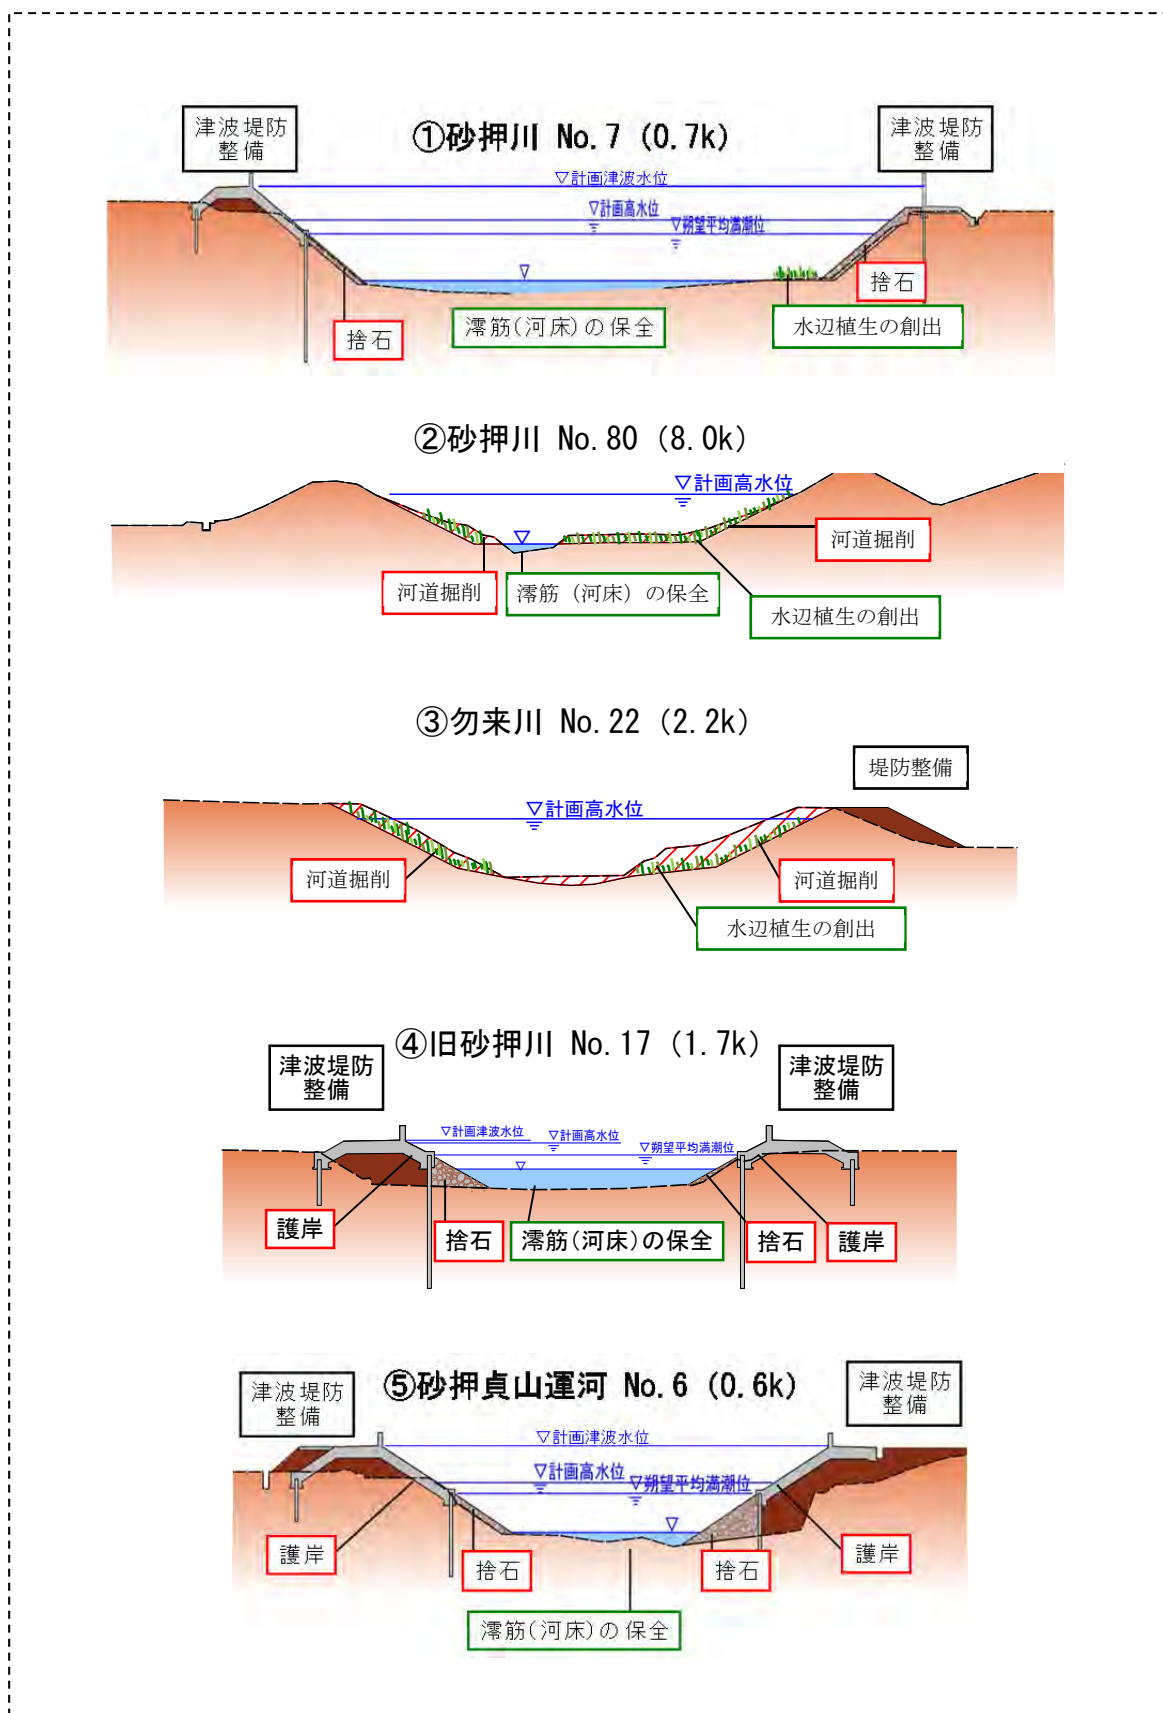 ①砂押川 No.7 (0.7k)
津波堤防
整備
津波堤防
整備
▽計画津波水位
▽計画高水位
▽朔望平均満潮位
▽
捨石
捨石
澪筋(河床)の保全
水辺植生の創出
②砂押川 No.80 (8.0k)
▽計画高水位
▽
河道掘削
河道掘削
澪筋（河床）の保全
水辺植生の創出
③勿来川 No.22 (2.2k)
堤防整備
▽計画高水位
河道掘削
河道掘削
水辺植生の創出
④旧砂押川 No.17 (1.7k)
津波堤防
整備
津波堤防
整備
▽計画津波水位
▽計画高水位
▽朔望平均満潮位
▽
護岸
捨石
澪筋(河床)の保全
捨石
護岸
⑤砂押貞山運河 No.6 (0.6k)
津波堤防
整備
津波堤防
整備
▽計画津波水位
▽計画高水位
▽朔望平均満潮位
▽
護岸
捨石
捨石
護岸
澪筋(河床)の保全